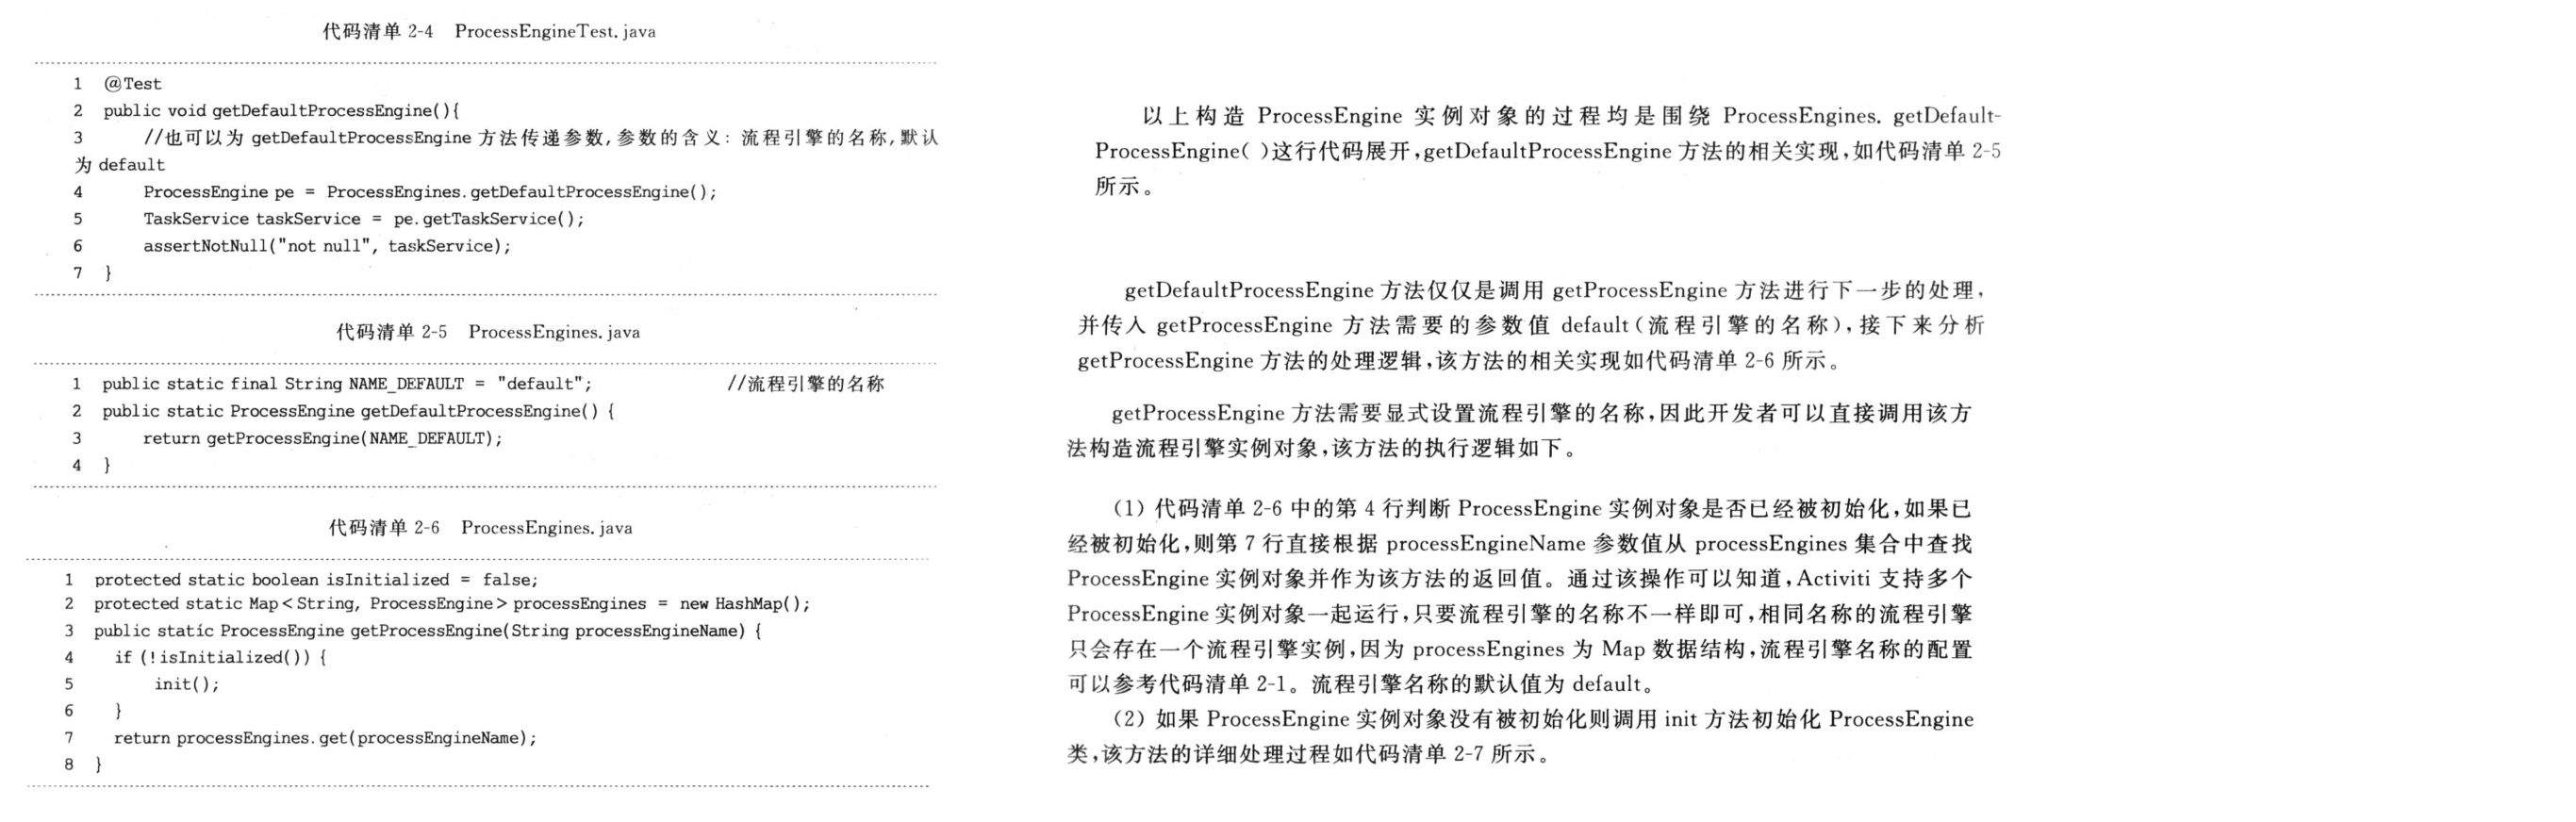 代码清单 2-4 ProcessEngineTest.java
1 @Test
2 public void getDefaultProcessEngine(){
3 //也可以为 getDefaultProcessEngine 方法传递参数,参数的含义: 流程引擎的名称,默认
为 default
4 ProcessEngine pe = ProcessEngines.getDefaultProcessEngine();
5 TaskService taskService = pe.getTaskService();
6 assertNotNull("not null", taskService);
7 }
代码清单 2-5 ProcessEngines.java
1 public static final String NAME_DEFAULT = "default"; //流程引擎的名称
2 public static ProcessEngine getDefaultProcessEngine() {
3 return getProcessEngine(NAME_DEFAULT);
4 }
代码清单 2-6 ProcessEngines.java
1 protected static boolean isInitialized = false;
2 protected static Map<String, ProcessEngine> processEngines = new HashMap();
3 public static ProcessEngine getProcessEngine(String processEngineName) {
4 if (!isInitialized()) {
5 init();
6 }
7 return processEngines.get(processEngineName);
8 }
以上构造 ProcessEngine 实例对象的过程均是围绕 ProcessEngines. getDefault-
ProcessEngine( )这行代码展开,getDefaultProcessEngine 方法的相关实现,如代码清单 2-5
所示。
getDefaultProcessEngine 方法仅仅是调用 getProcessEngine 方法进行下一步的处理,
并传入 getProcessEngine 方法需要的参数值 default(流程引擎的名称),接下来分析
getProcessEngine 方法的处理逻辑,该方法的相关实现如代码清单 2-6 所示。
getProcessEngine 方法需要显式设置流程引擎的名称,因此开发者可以直接调用该方
法构造流程引擎实例对象,该方法的执行逻辑如下。
(1) 代码清单 2-6 中的第 4 行判断 ProcessEngine 实例对象是否已经被初始化,如果已
经被初始化,则第 7 行直接根据 processEngineName 参数值从 processEngines 集合中查找
ProcessEngine 实例对象并作为该方法的返回值。通过该操作可以知道,Activiti 支持多个
ProcessEngine 实例对象一起运行,只要流程引擎的名称不一样即可,相同名称的流程引擎
只会存在一个流程引擎实例,因为 processEngines 为 Map 数据结构,流程引擎名称的配置
可以参考代码清单 2-1。流程引擎名称的默认值为 default。
(2) 如果 ProcessEngine 实例对象没有被初始化则调用 init 方法初始化 ProcessEngine
类,该方法的详细处理过程如代码清单 2-7 所示。